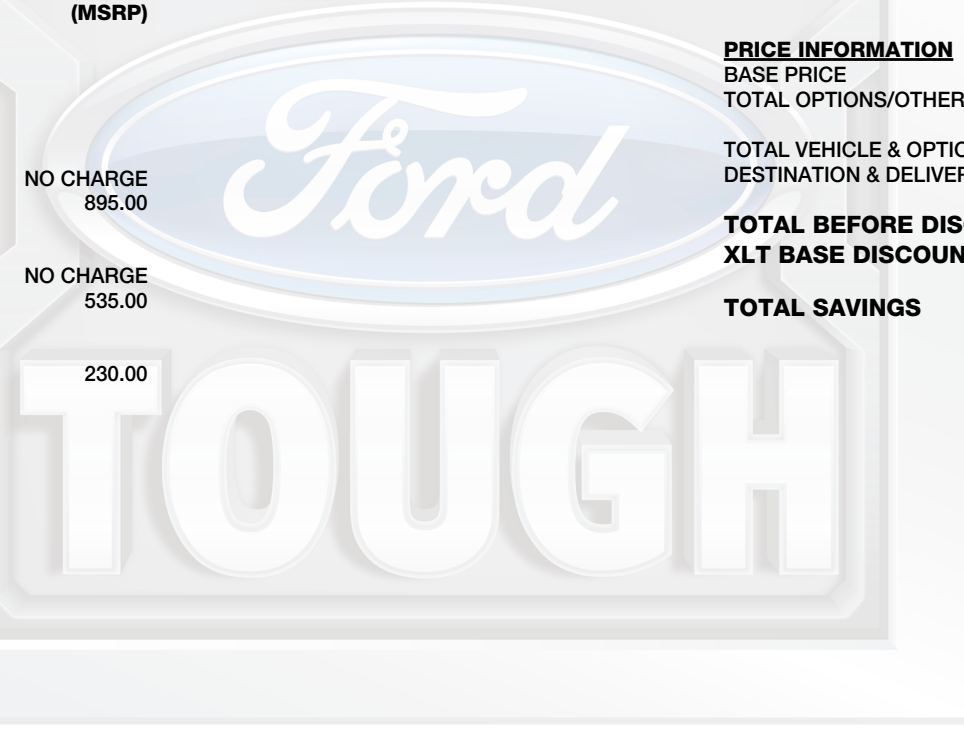 (MSRP)
NO CHARGE
895.00
NO CHARGE
535.00
230.00
PRICE INFORMATION
BASE PRICE
TOTAL OPTIONS/OTHER
TOTAL VEHICLE & OPTIO
DESTINATION & DELIVER
TOTAL BEFORE DIS
XLT BASE DISCOUN
TOTAL SAVINGS
Ford
TOUGH